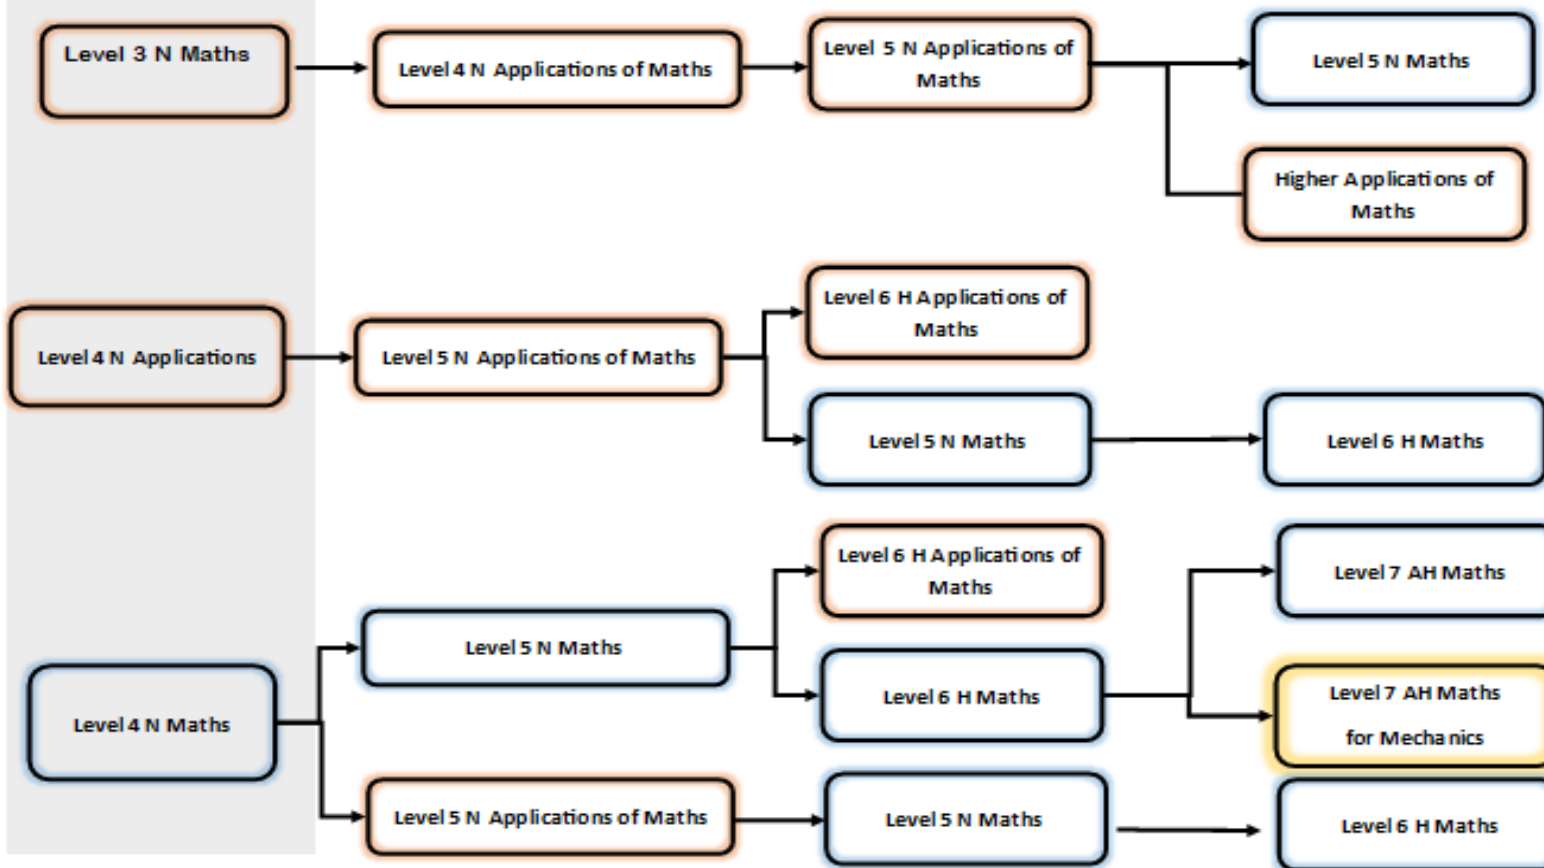 Level 3 N Maths
Level 4 N Applications of Maths
Level 5 N Applications of
Maths
Level 5 N Maths
Higher Applications of
Maths
Level 4 N Applications
Level 5 N Applications of Maths
Level 6 H Applications of
Maths
Level 5 N Maths
Level 6 H Maths
Level 4 N Maths
Level 5 N Maths
Level 6 H Applications of
Maths
Level 6 H Maths
Level 7 AH Maths
Level 7 AH Maths
for Mechanics
Level 5 N Applications of Maths
Level 5 N Maths
Level 6 H Maths